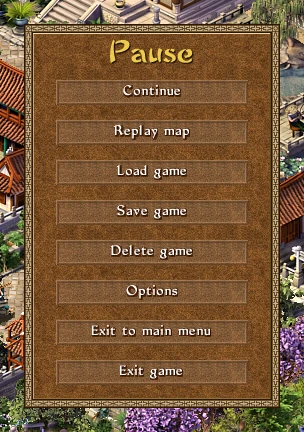 Pause
Continue
Replay map
Load game
Save game
Delete game
Options
Exit to main menu
Exit game